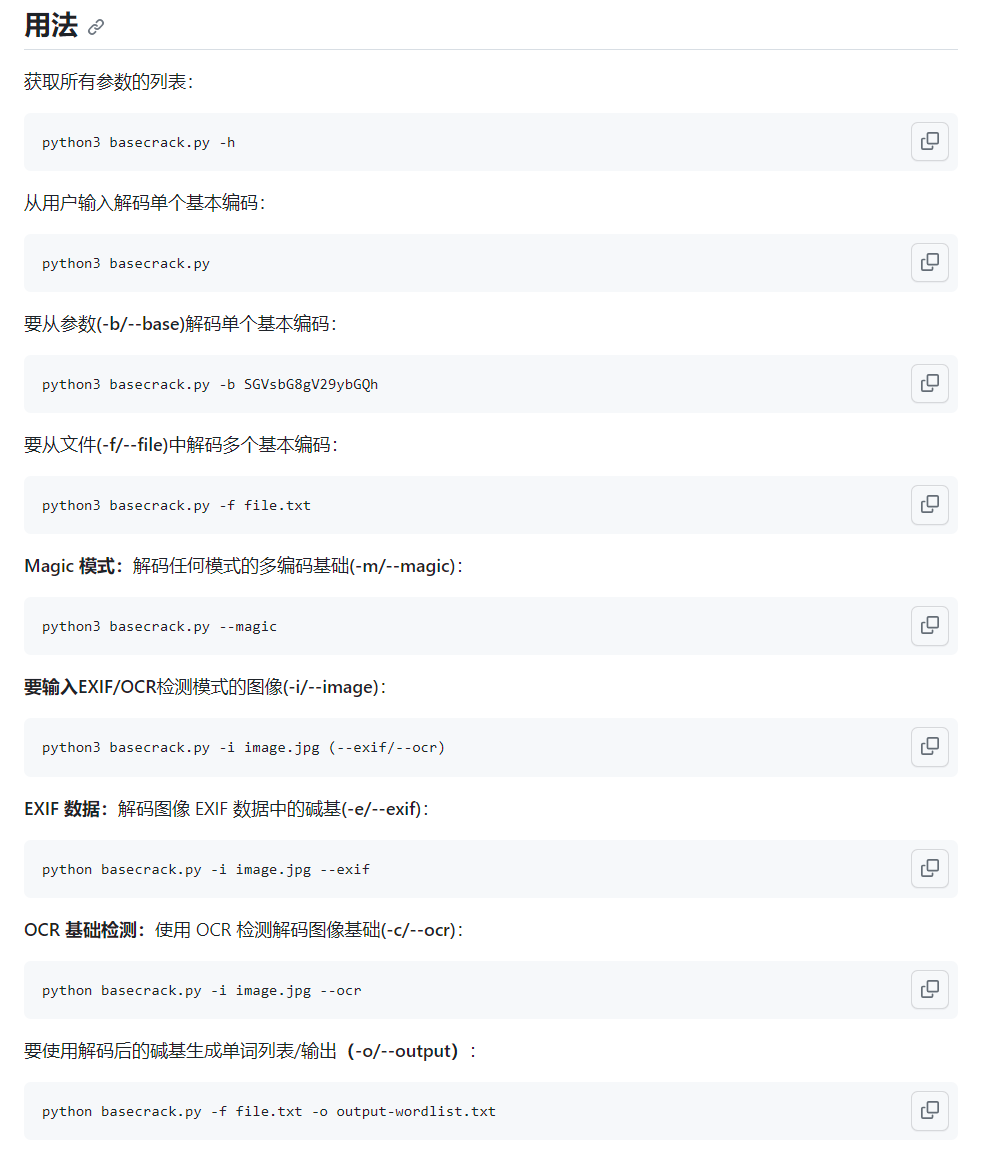 用法
获取所有参数的列表：
python3 basecrack.py -h
从用户输入解码单个基本编码：
python3 basecrack.py
要从参数(-b/--base)解码单个基本编码：
python3 basecrack.py -b SGVsbG8gV29ybGQh
要从文件(-f/--file)中解码多个基本编码：
python3 basecrack.py -f file.txt
Magic 模式：解码任何模式的多编码基础(-m/--magic)：
python3 basecrack.py --magic
要输入EXIF/OCR检测模式的图像(-i/--image)：
python3 basecrack.py -i image.jpg (--exif/--ocr)
EXIF 数据：解码图像 EXIF 数据中的碱基(-e/--exif)：
python basecrack.py -i image.jpg --exif
OCR 基础检测：使用 OCR 检测解码图像基础(-c/--ocr)：
python basecrack.py -i image.jpg --ocr
要使用解码后的碱基生成单词列表/输出（-o/--output）：
python basecrack.py -f file.txt -o output-wordlist.txt